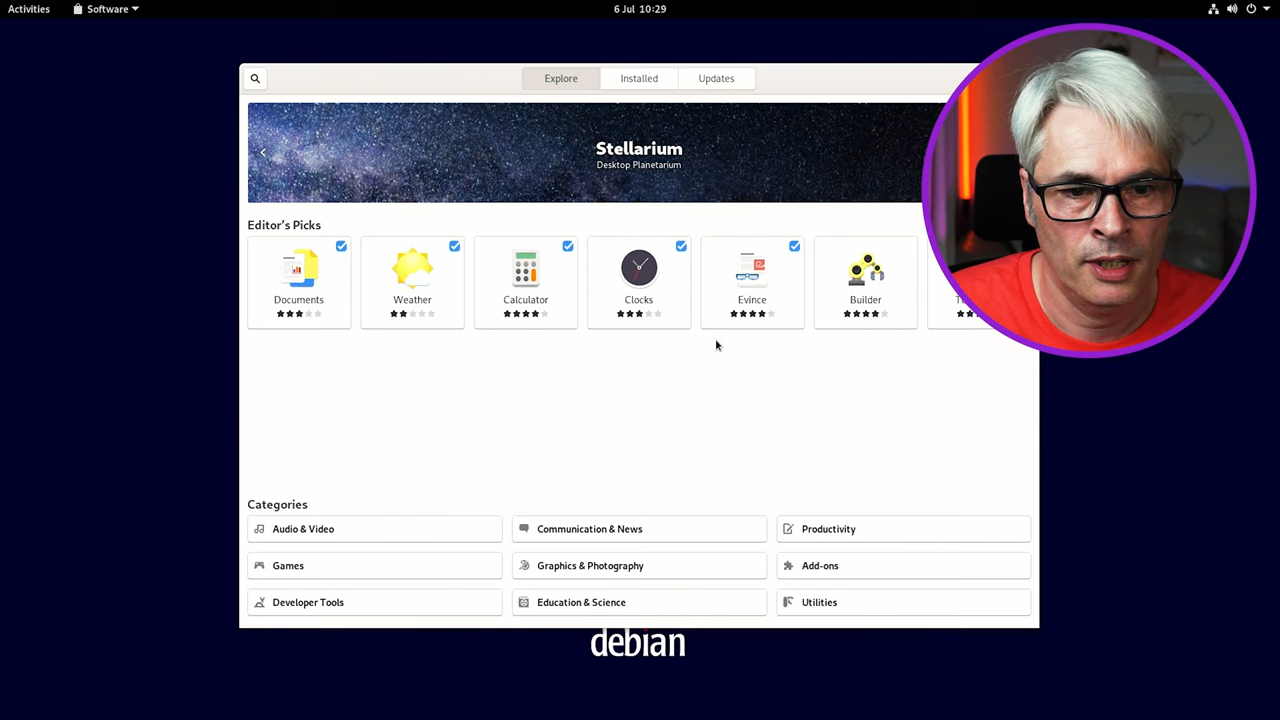 Activities Software 6 Jul 10:29
Explore Installed Updates
Stellarium
Desktop Planetarium
Editor's Picks
Documents Weather Calculator Clocks Evince Builder
Categories
Audio & Video Communication & News Productivity
Games Graphics & Photography Add-ons
Developer Tools Education & Science Utilities
debian